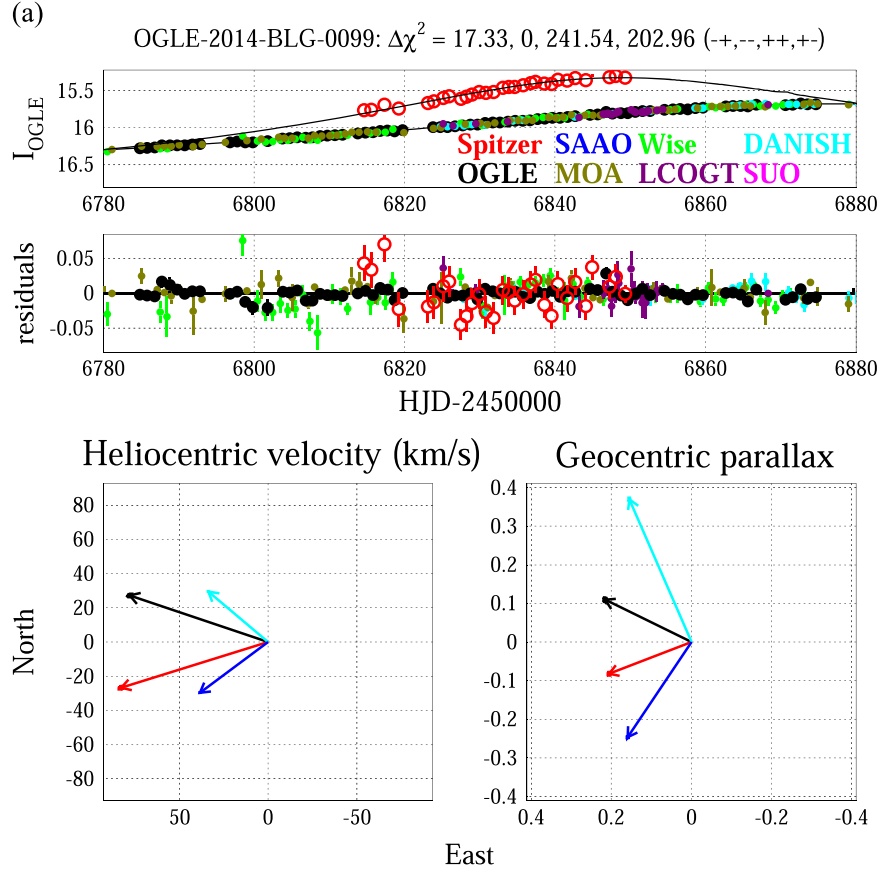 (a)
OGLE-2014-BLG-0099: Δχ² = 17.33, 0, 241.54, 202.96 (-+,--,++,+-)
I_OGLE
15.5
16
16.5
Spitzer SAAO Wise DANISH
OGLE MOA LCOGT SUO
6780 6800 6820 6840 6860 6880
residuals
0.05
0
-0.05
6780 6800 6820 6840 6860 6880
HJD-2450000
Heliocentric velocity (km/s)
North
80
60
40
20
0
-20
-40
-60
-80
50 0 -50
Geocentric parallax
0.4
0.3
0.2
0.1
0
-0.1
-0.2
-0.3
-0.4
0.4 0.2 0 -0.2 -0.4
East